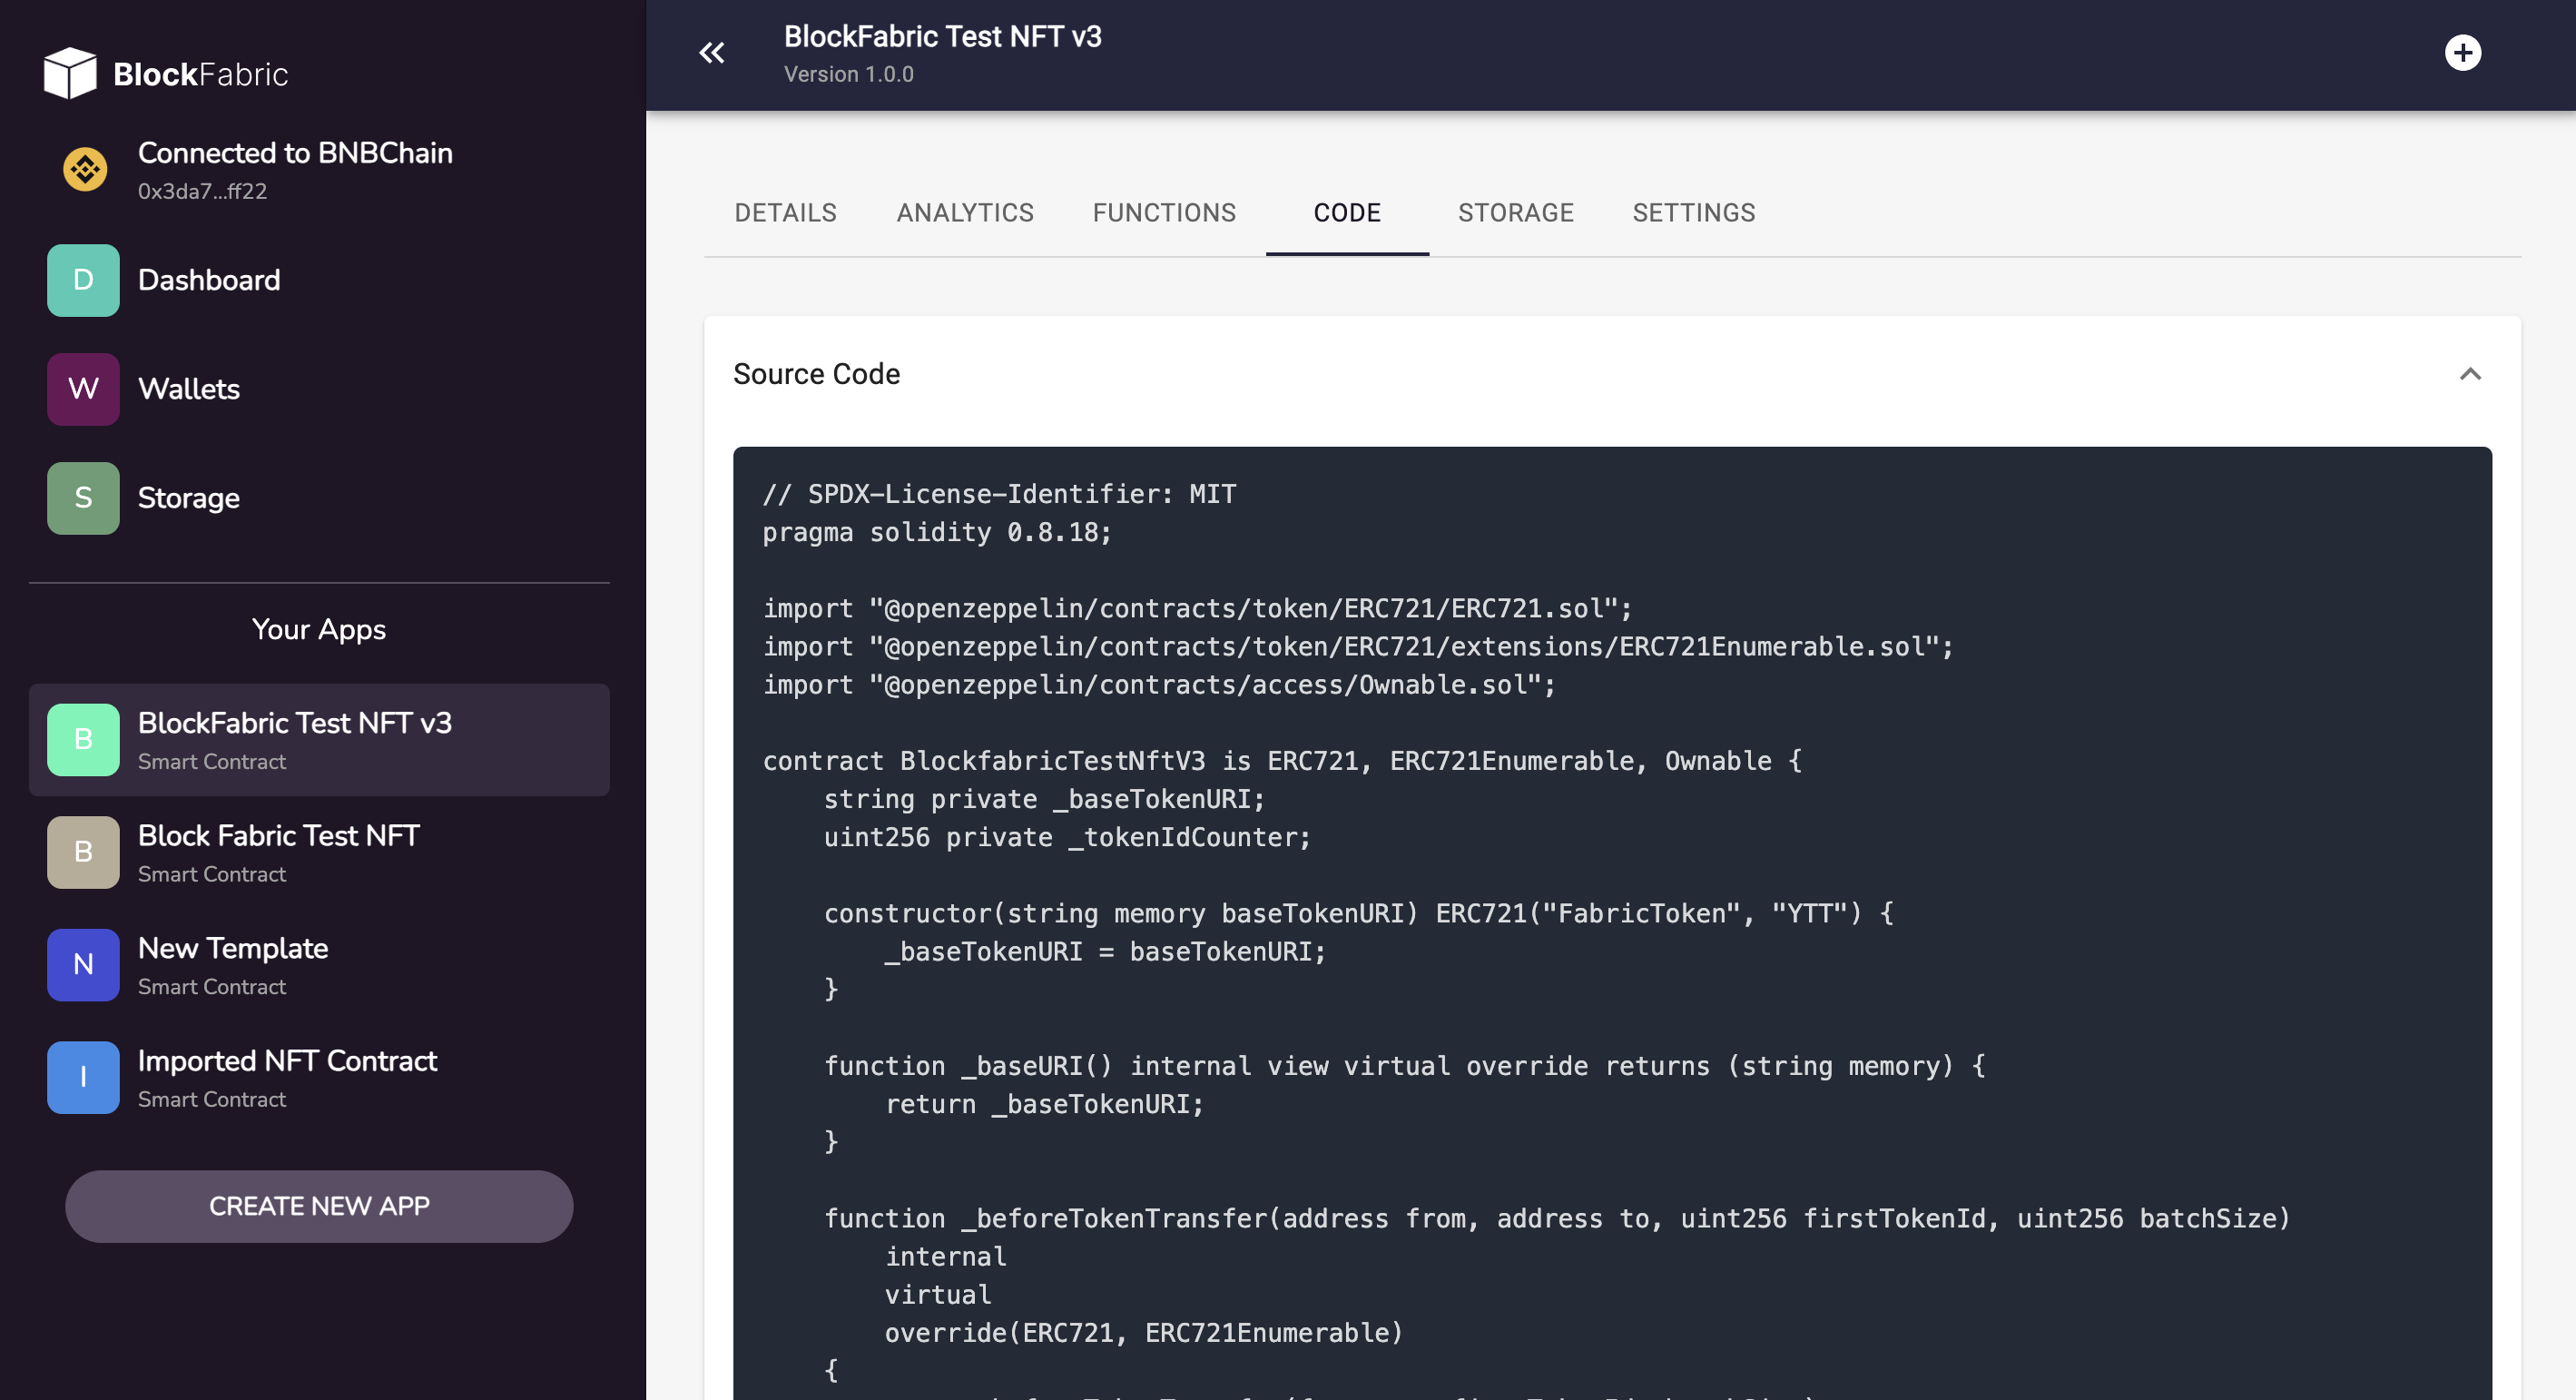 BlockFabric
Connected to BNBChain
0x3da7...ff22
D
Dashboard
W
Wallets
S
Storage
Your Apps
B
BlockFabric Test NFT v3
Smart Contract
B
Block Fabric Test NFT
Smart Contract
N
New Template
Smart Contract
I
Imported NFT Contract
Smart Contract
CREATE NEW APP
BlockFabric Test NFT v3
Version 1.0.0
DETAILS ANALYTICS FUNCTIONS CODE STORAGE SETTINGS
Source Code
// SPDX-License-Identifier: MIT
pragma solidity 0.8.18;
import "@openzeppelin/contracts/token/ERC721/ERC721.sol";
import "@openzeppelin/contracts/token/ERC721/extensions/ERC721Enumerable.sol";
import "@openzeppelin/contracts/access/Ownable.sol";
contract BlockfabricTestNftV3 is ERC721, ERC721Enumerable, Ownable {
string private _baseTokenURI;
uint256 private _tokenIdCounter;
constructor(string memory baseTokenURI) ERC721("FabricToken", "YTT") {
_baseTokenURI = baseTokenURI;
}
function _baseURI() internal view virtual override returns (string memory) {
return _baseTokenURI;
}
function _beforeTokenTransfer(address from, address to, uint256 firstTokenId, uint256 batchSize)
internal
virtual
override(ERC721, ERC721Enumerable)
{